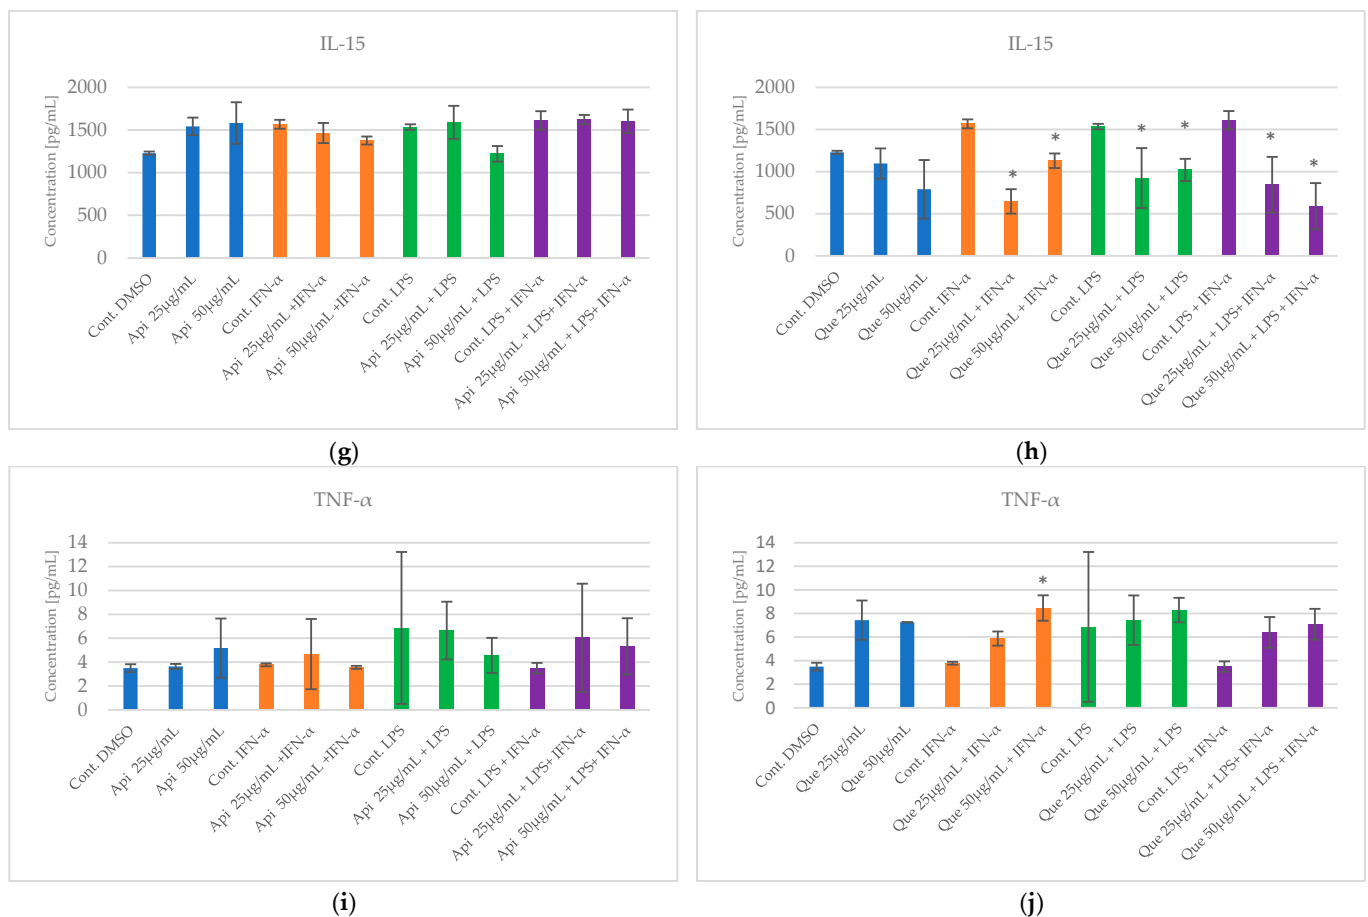 IL-15
Concentration [pg/mL]
2000
1500
1000
500
0
Cont. DMSO
Api 25µg/mL
Api 50µg/mL
Cont. IFN-α
Api 25µg/mL +IFN-α
Api 50µg/mL +IFN-α
Cont. LPS
Api 25µg/mL + LPS
Api 50µg/mL + LPS
Cont. LPS + IFN-α
Api 25µg/mL + LPS+ IFN-α
Api 50µg/mL + LPS+ IFN-α
(g)
IL-15
Concentration [pg/mL]
2000
1500
1000
500
0
* * * * * *
Cont. DMSO
Que 25µg/mL
Que 50µg/mL
Cont. IFN-α
Que 25µg/mL + IFN-α
Que 50µg/mL + IFN-α
Cont. LPS
Que 25µg/mL + LPS
Que 50µg/mL + LPS
Cont. LPS + IFN-α
Que 25µg/mL + LPS+ IFN-α
Que 50µg/mL + LPS + IFN-α
(h)
TNF-α
Concentration [pg/mL]
14
12
10
8
6
4
2
0
Cont. DMSO
Api 25µg/mL
Api 50µg/mL
Cont. IFN-α
Api 25µg/mL +IFN-α
Api 50µg/mL +IFN-α
Cont. LPS
Api 25µg/mL + LPS
Api 50µg/mL + LPS
Cont. LPS + IFN-α
Api 25µg/mL + LPS+ IFN-α
Api 50µg/mL + LPS+ IFN-α
(i)
TNF-α
Concentration [pg/mL]
14
12
10
8
6
4
2
0
*
Cont. DMSO
Que 25µg/mL
Que 50µg/mL
Cont. IFN-α
Que 25µg/mL + IFN-α
Que 50µg/mL + IFN-α
Cont. LPS
Que 25µg/mL + LPS
Que 50µg/mL + LPS
Cont. LPS + IFN-α
Que 25µg/mL + LPS+ IFN-α
Que 50µg/mL + LPS + IFN-α
(j)